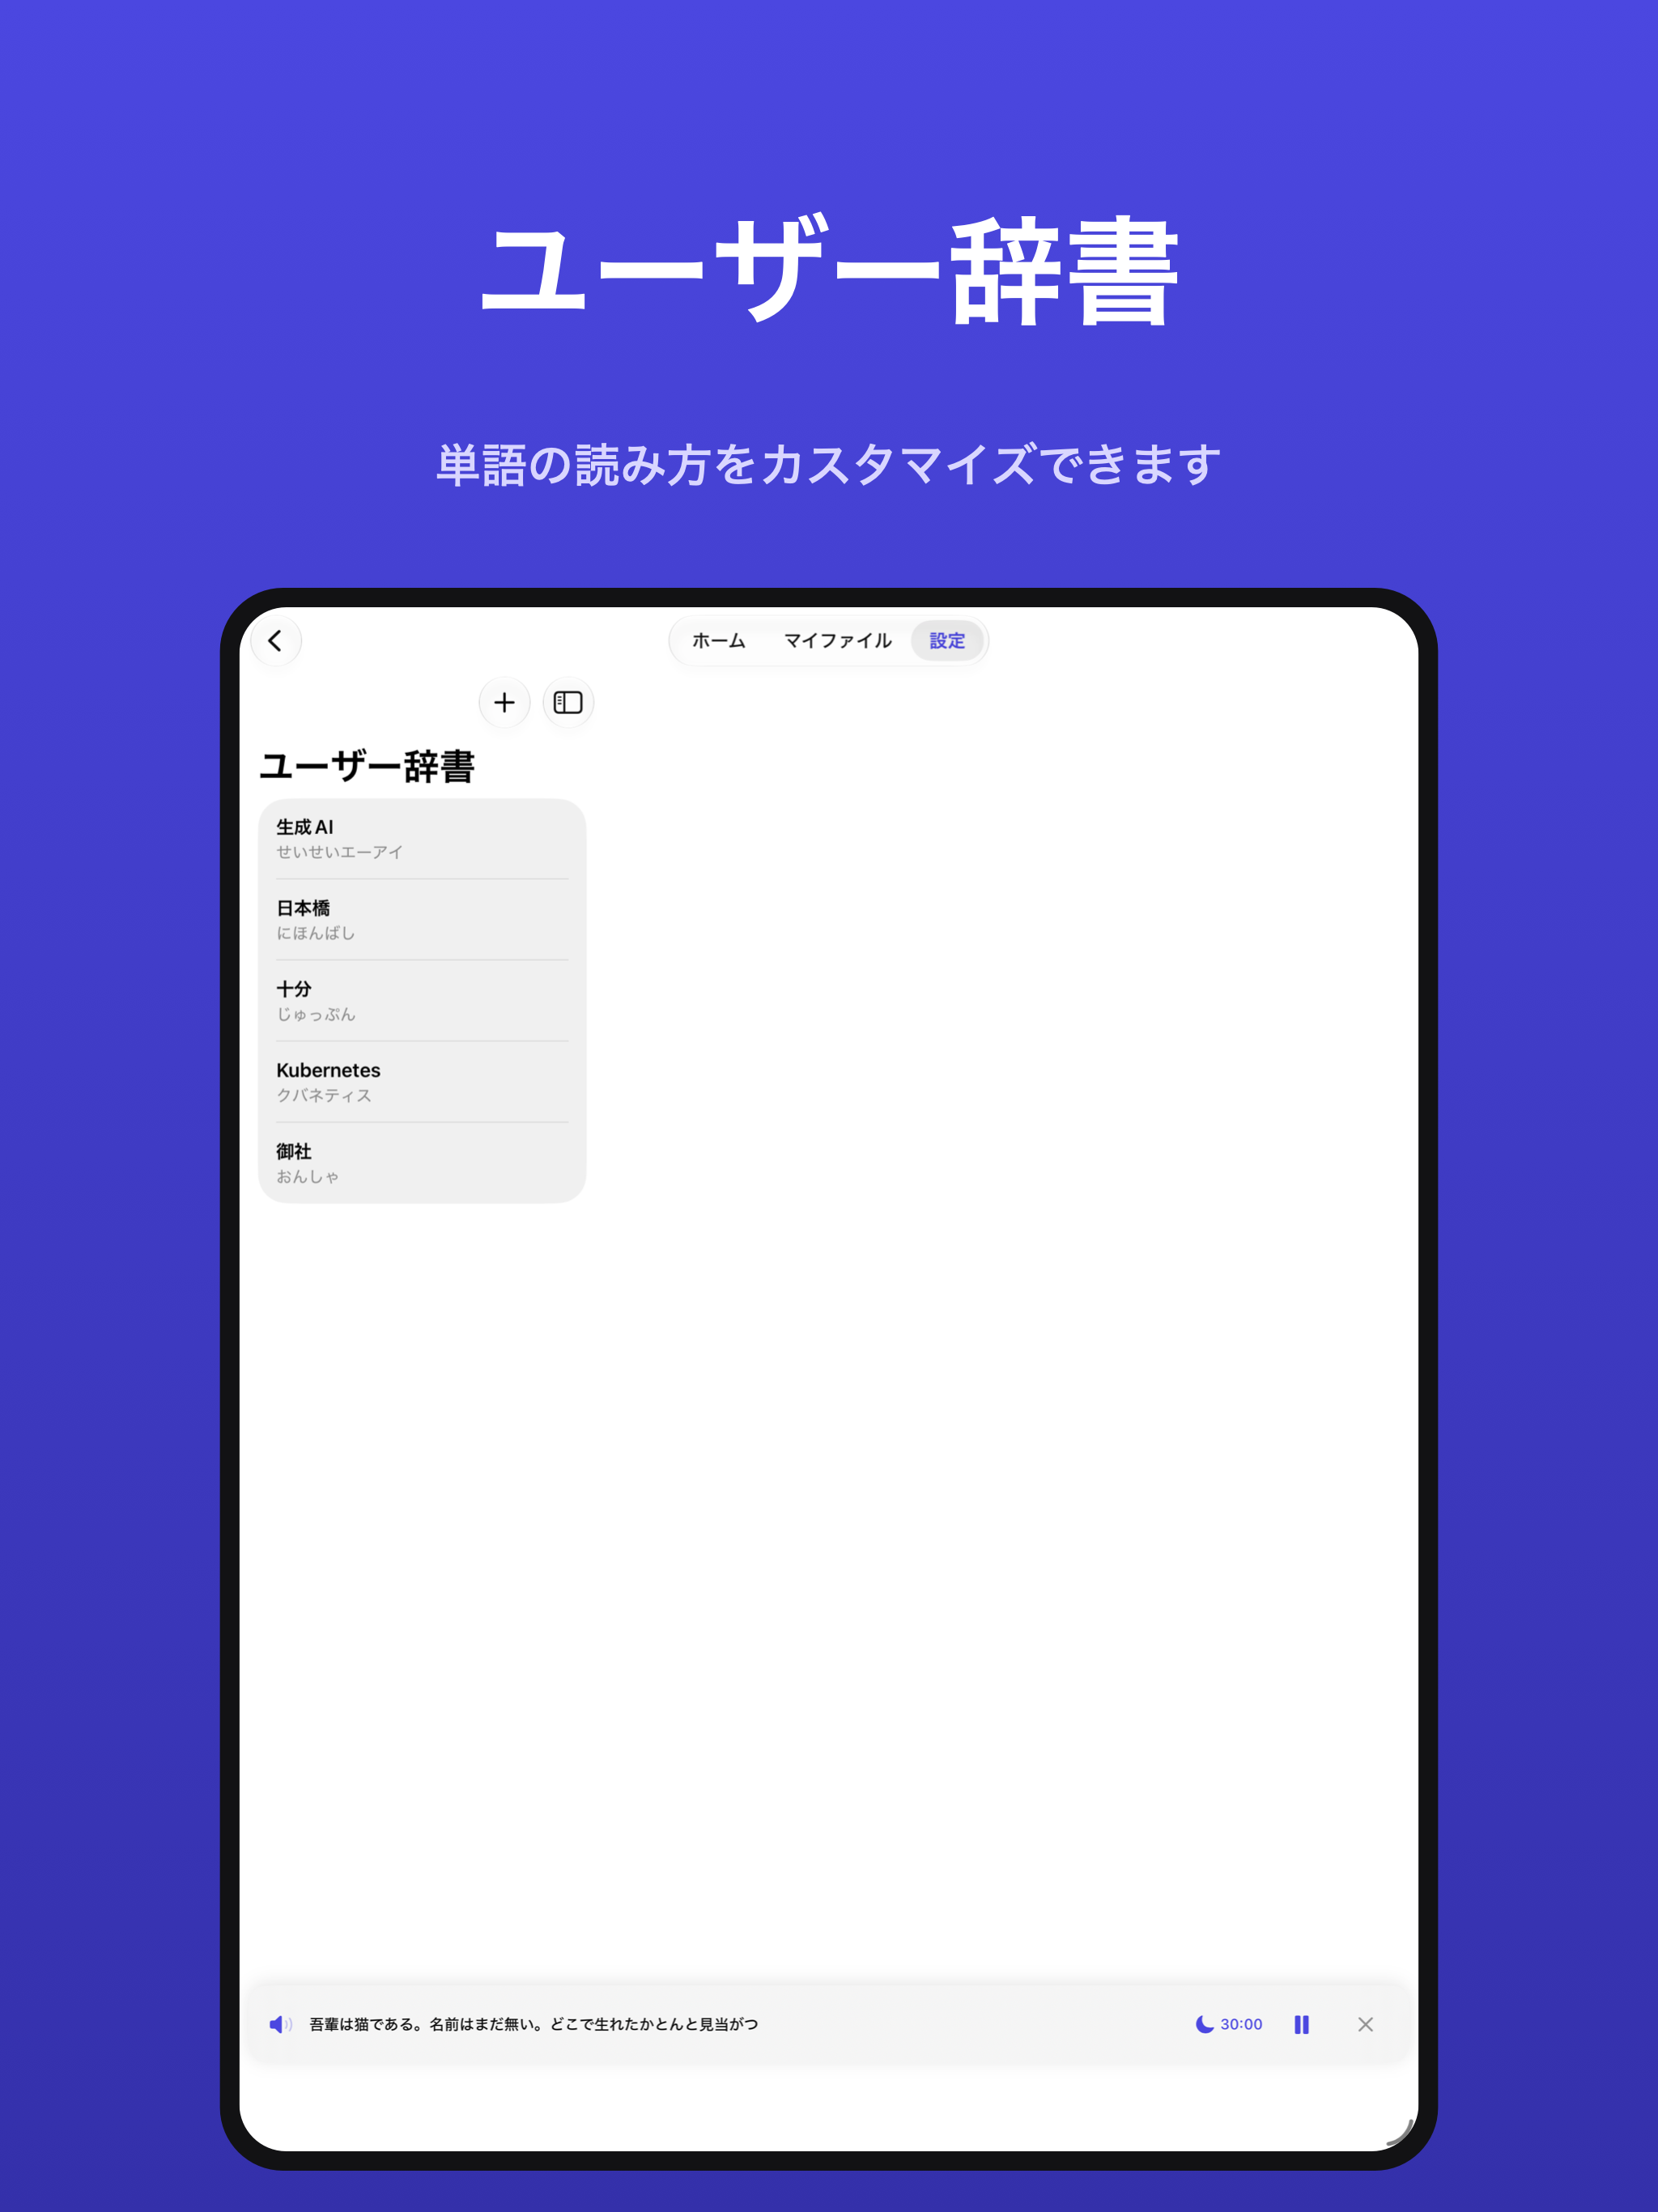 ユーザー辞書
単語の読み方をカスタマイズできます
ホーム マイファイル 設定
ユーザー辞書
生成AI
せいせいエーアイ
日本橋
にほんばし
十分
じゅっぷん
Kubernetes
クバネティス
御社
おんしゃ
吾輩は猫である。名前はまだ無い。どこで生れたかとんと見当がつ
30:00